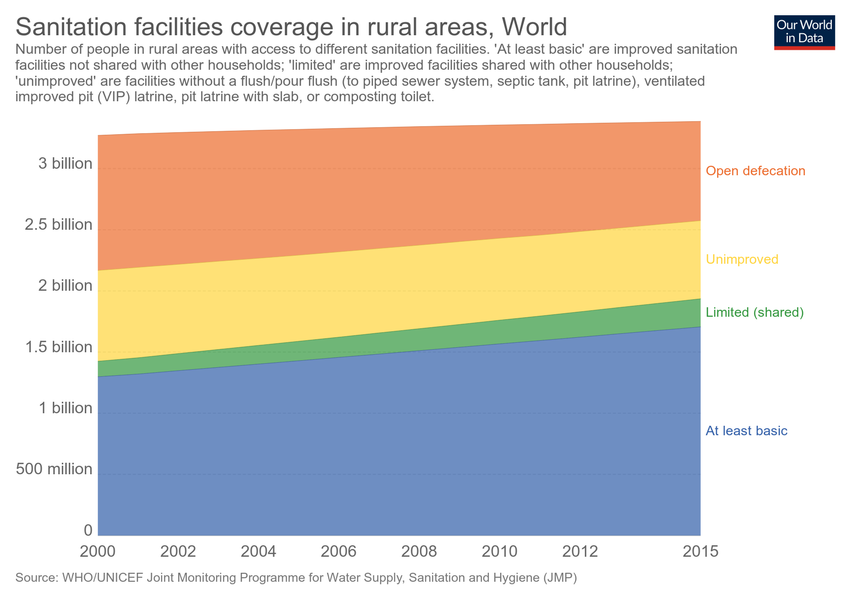 Sanitation facilities coverage in rural areas, World
Our World
in Data
Number of people in rural areas with access to different sanitation facilities. 'At least basic' are improved sanitation
facilities not shared with other households; 'limited' are improved facilities shared with other households;
'unimproved' are facilities without a flush/pour flush (to piped sewer system, septic tank, pit latrine), ventilated
improved pit (VIP) latrine, pit latrine with slab, or composting toilet.
3 billion
2.5 billion
2 billion
1.5 billion
1 billion
500 million
0
Open defecation
Unimproved
Limited (shared)
At least basic
2000 2002 2004 2006 2008 2010 2012 2015
Source: WHO/UNICEF Joint Monitoring Programme for Water Supply, Sanitation and Hygiene (JMP)